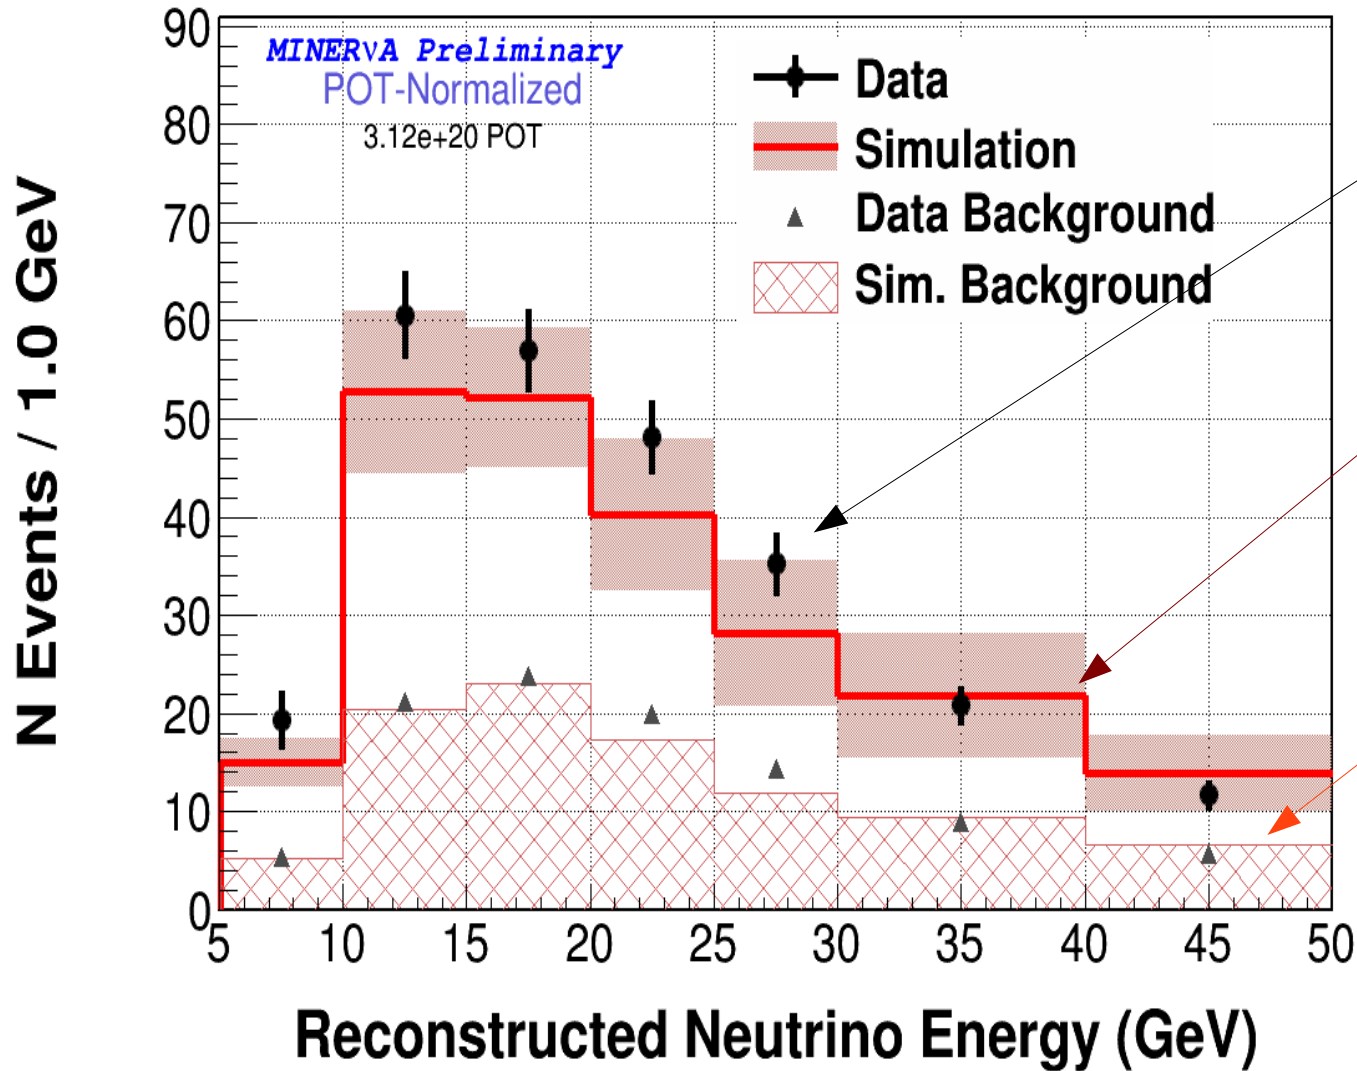 MINERνA Preliminary
POT-Normalized
3.12e+20 POT
Data
Simulation
Data Background
Sim. Background
N Events / 1.0 GeV
90
80
70
60
50
40
30
20
10
0
5 10 15 20 25 30 35 40 45 50
Reconstructed Neutrino Energy (GeV)